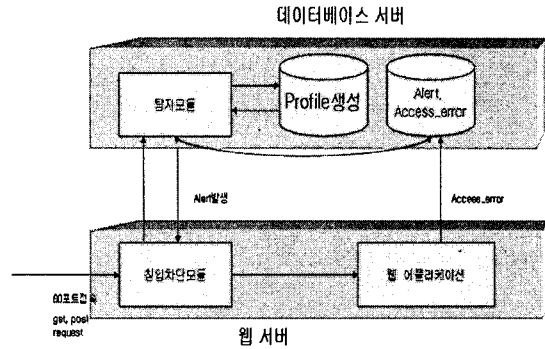 데이터베이스 서버
탐지모듈
Profile생성
Alert,
Access_error
Alert발생
Access_error
침입차단모듈
웹 어플리케이션
80포트접속
get, post
request
웹 서버